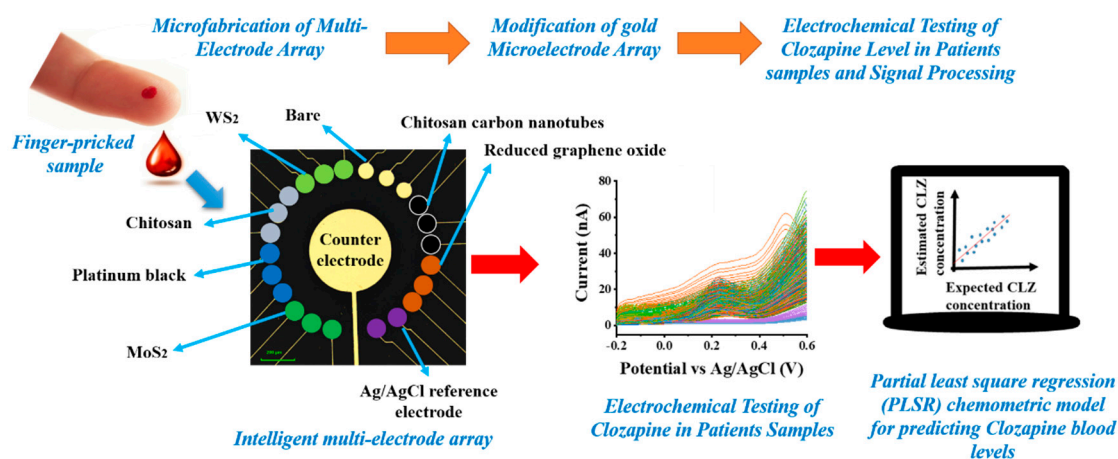 Microfabrication of Multi-
Electrode Array
Modification of gold
Microelectrode Array
Electrochemical Testing of
Clozapine Level in Patients
samples and Signal Processing
Finger-pricked
sample
WS2
Bare
Chitosan carbon nanotubes
Reduced graphene oxide
Chitosan
Platinum black
MoS2
Counter
electrode
Ag/AgCl reference
electrode
Intelligent multi-electrode array
Current (nA)
80
60
40
20
0
-0.2
0.0
0.2
0.4
0.6
Potential vs Ag/AgCl (V)
Electrochemical Testing of
Clozapine in Patients Samples
Estimated CLZ
concentration
Expected CLZ
concentration
Partial least square regression
(PLSR) chemometric model
for predicting Clozapine blood
levels